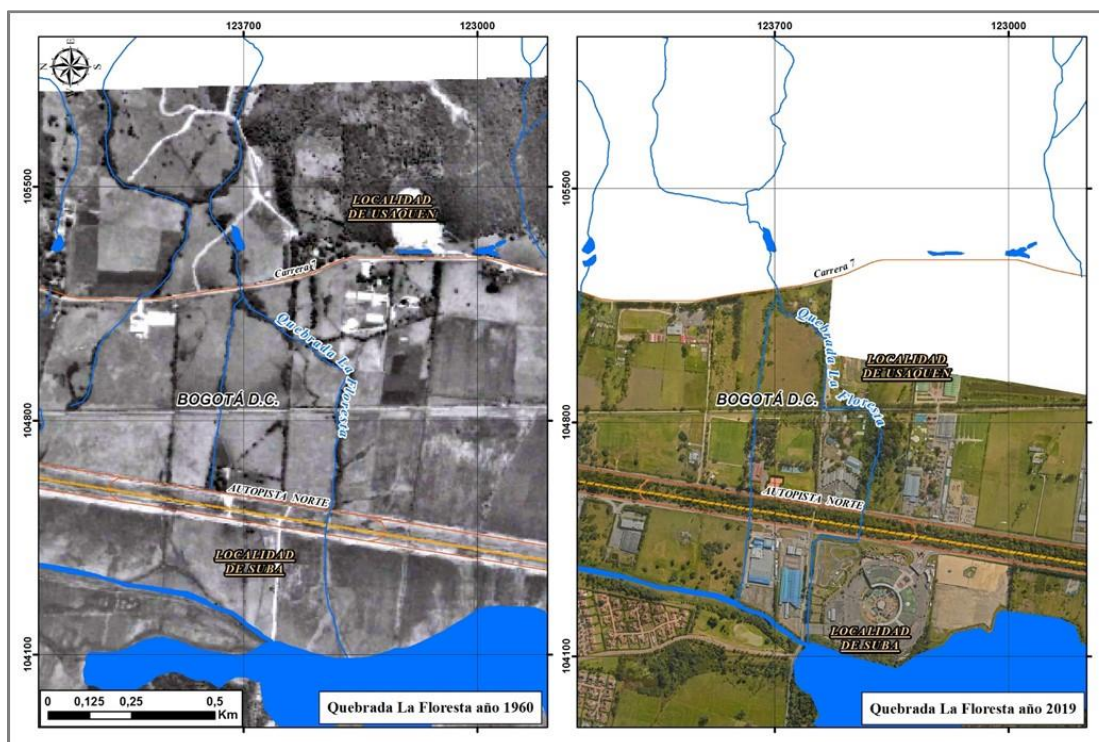 123700
123000
123700
123000
N
E
S
105500
105500
LOCALIDAD
DE USAQUEN
Carrera 7
Carrera 7
Quebrada La Floresta
Quebrada La Floresta
LOCALIDAD
DE USAQUEN
BOGOTÁ D.C.
BOGOTÁ D.C.
104800
104800
AUTOPISTA NORTE
AUTOPISTA NORTE
LOCALIDAD
DE SUBA
LOCALIDAD
DE SUBA
104100
104100
0 0,125 0,25 0,5
Km
Quebrada La Floresta año 1960
Quebrada La Floresta año 2019